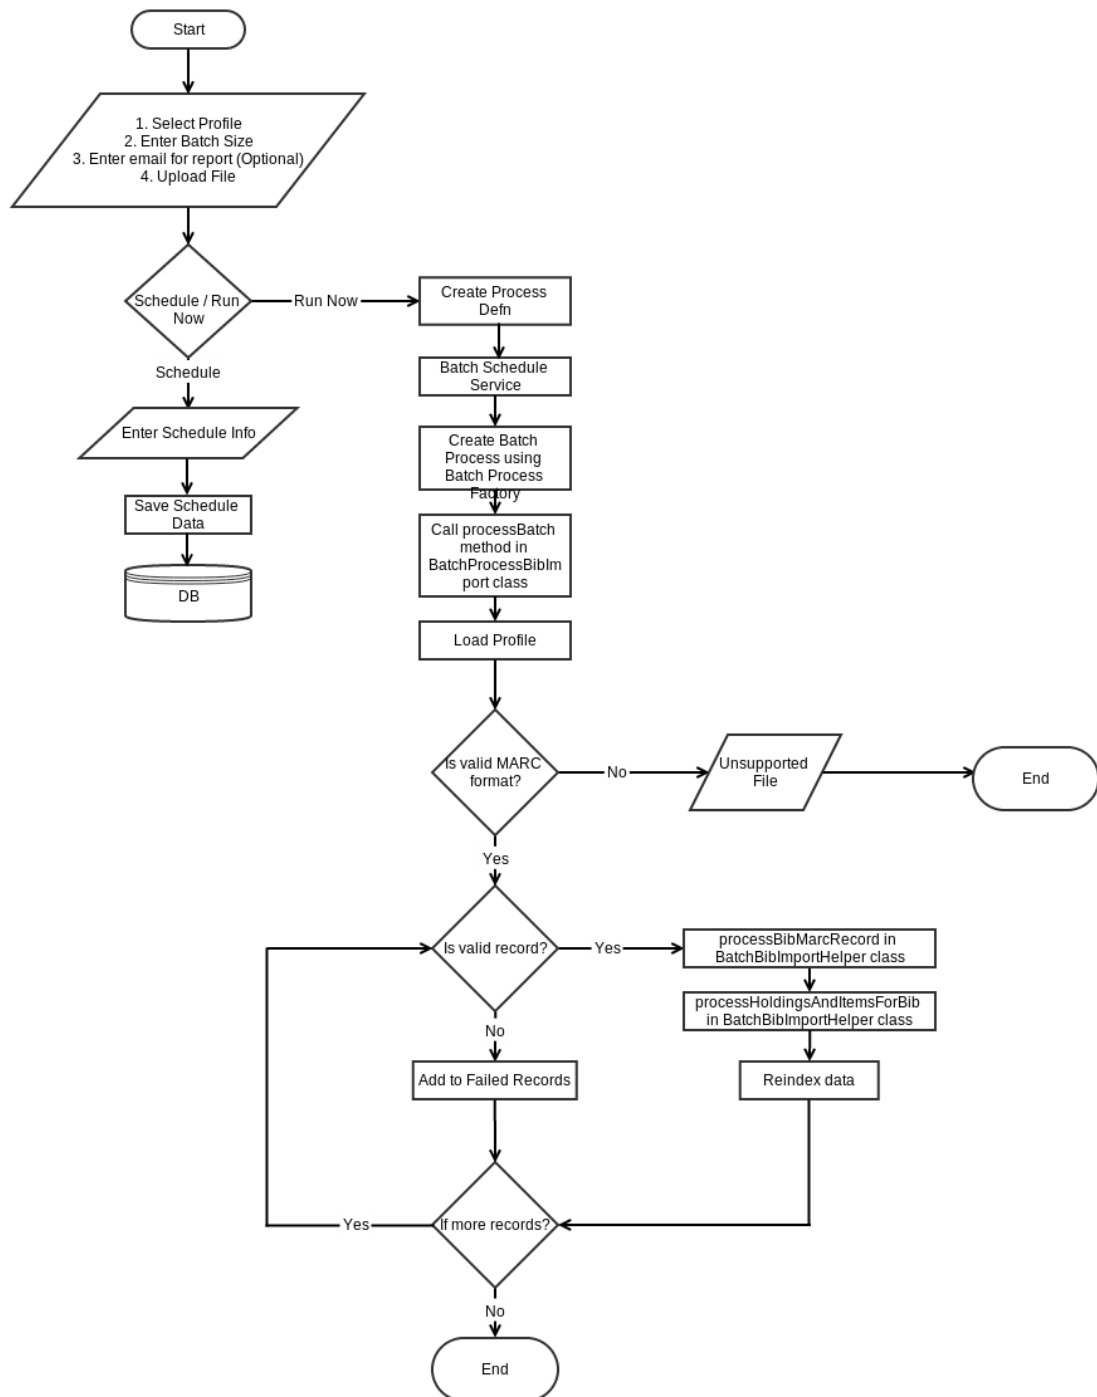 Start
1. Select Profile
2. Enter Batch Size
3. Enter email for report (Optional)
4. Upload File
Schedule / Run
Now
Run Now
Create Process
Defn
Batch Schedule
Service
Schedule
Enter Schedule Info
Create Batch
Process using
Batch Process
Factory
Save Schedule
Data
Call processBatch
method in
BatchProcessBibIm
port class
DB
Load Profile
Is valid MARC
format?
No
Unsupported
File
End
Yes
Is valid record?
Yes
processBibMarcRecord in
BatchBibImportHelper class
processHoldingsAndItemsForBib
in BatchBibImportHelper class
No
Add to Failed Records
Reindex data
If more records?
Yes
No
End